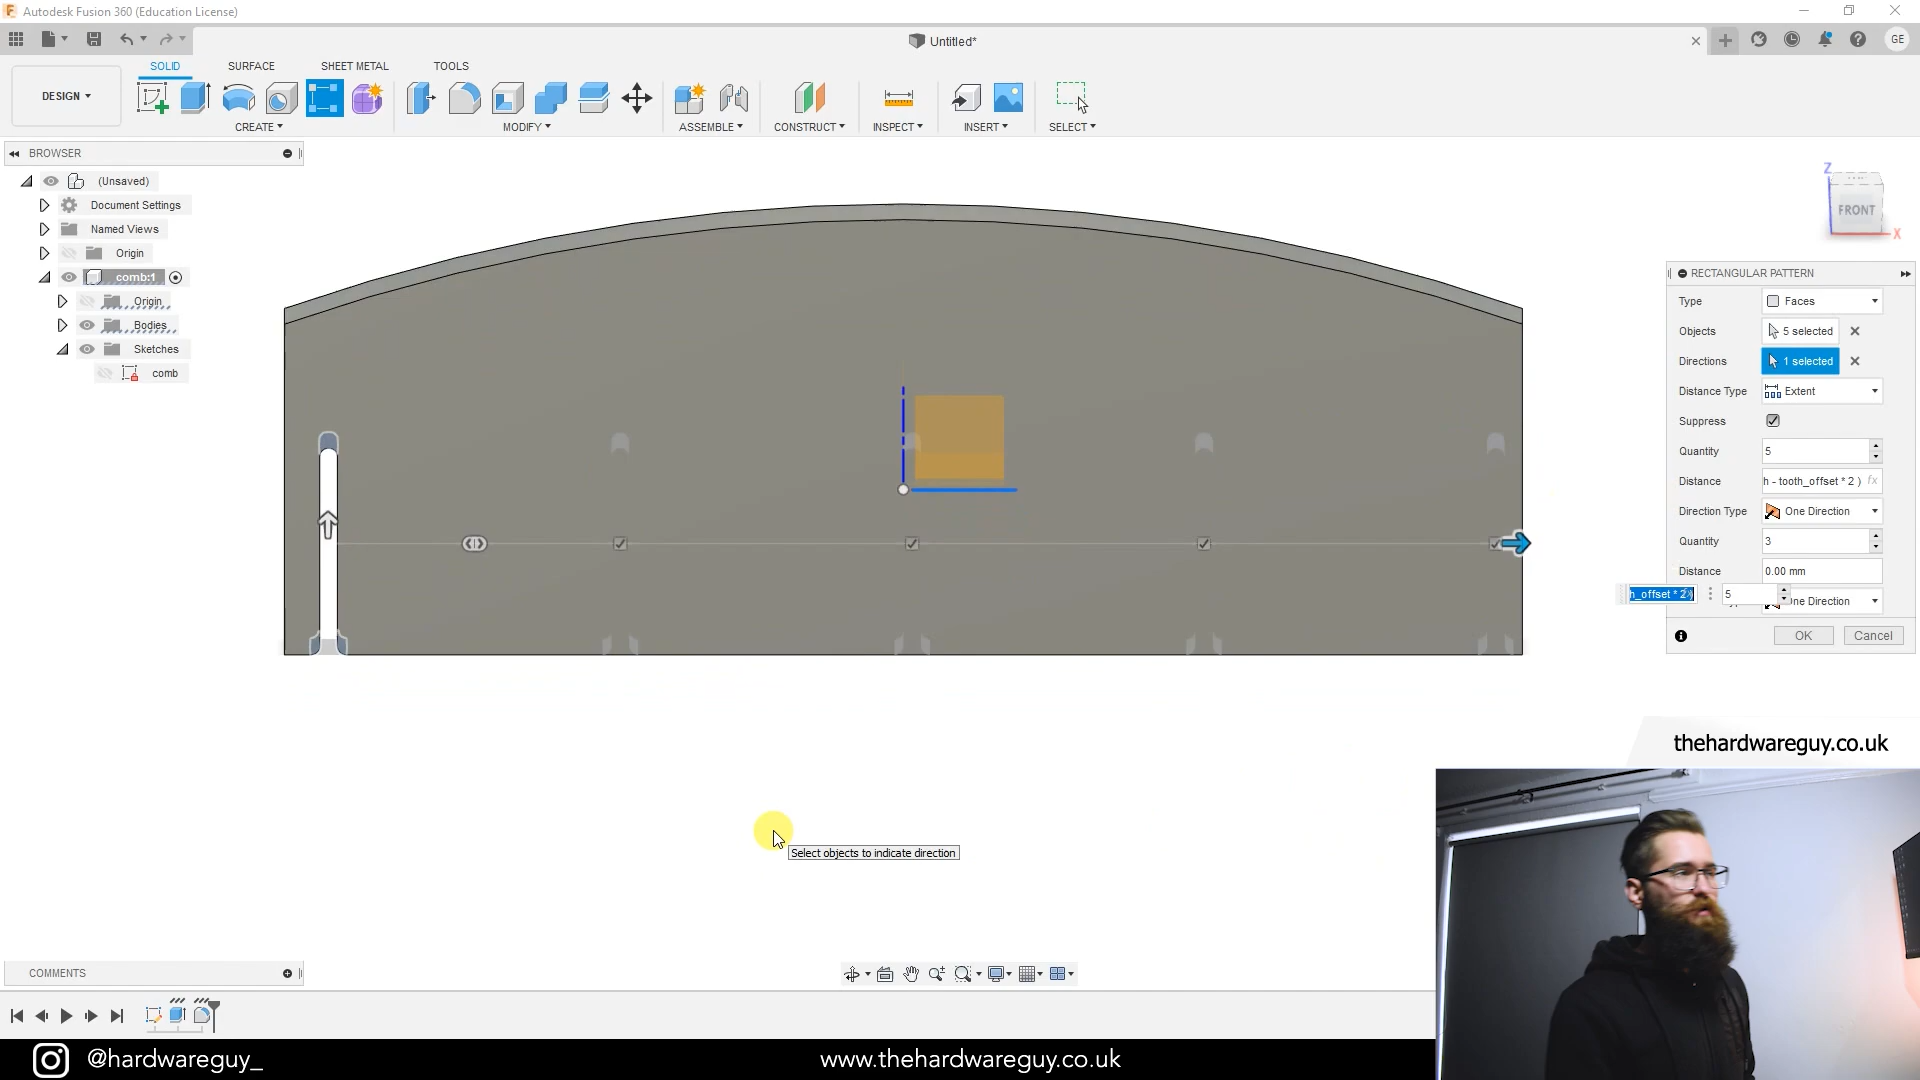 Autodesk Fusion 360 (Education License)
Untitled*
GE
DESIGN
SOLID
SURFACE
SHEET METAL
TOOLS
CREATE
MODIFY
ASSEMBLE
CONSTRUCT
INSPECT
INSERT
SELECT
BROWSER
(Unsaved)
Document Settings
Named Views
Origin
comb:1
Origin
Bodies
Sketches
comb
Z
FRONT
X
RECTANGULAR PATTERN
Type
Faces
Objects
5 selected
Directions
1 selected
Distance Type
Extent
Suppress
Quantity
5
Distance
h - tooth_offset * 2 )
fx
Direction Type
One Direction
Quantity
3
Distance
0.00 mm
h_offset * 2
5
One Direction
OK
Cancel
Select objects to indicate direction
thehardwareguy.co.uk
COMMENTS
@hardwareguy_
www.thehardwareguy.co.uk